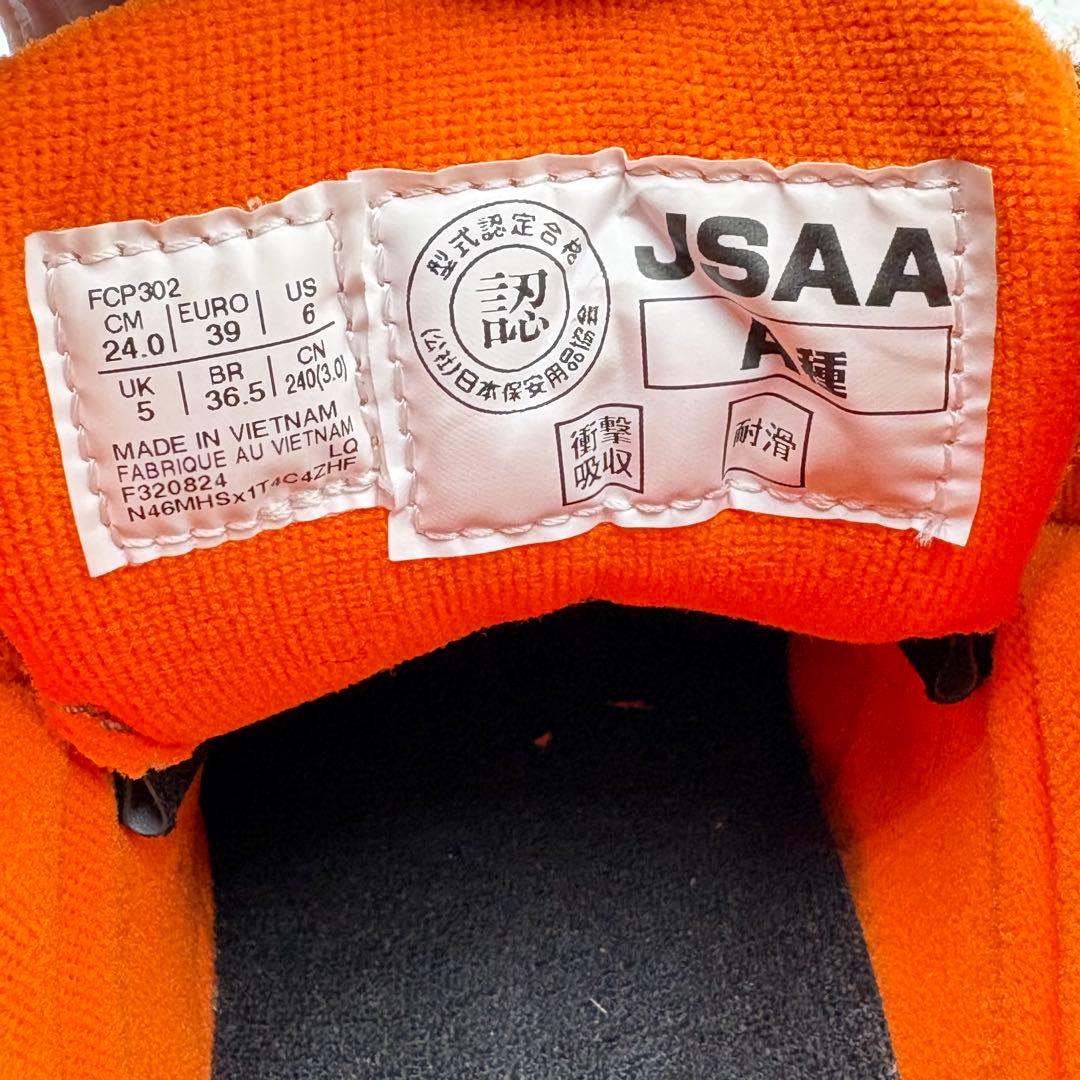 FCP302
CM EURO US
24.0 39 6
UK BR CN
5 36.5 240(3.0)
MADE IN VIETNAM
FABRIQUE AU VIETNAM
F320824 LQ
N46MHSx1T4C4ZHF
型式認定合格
認
(公社)日本保安用品協会
JSAA
A種
衝撃
吸収
耐滑